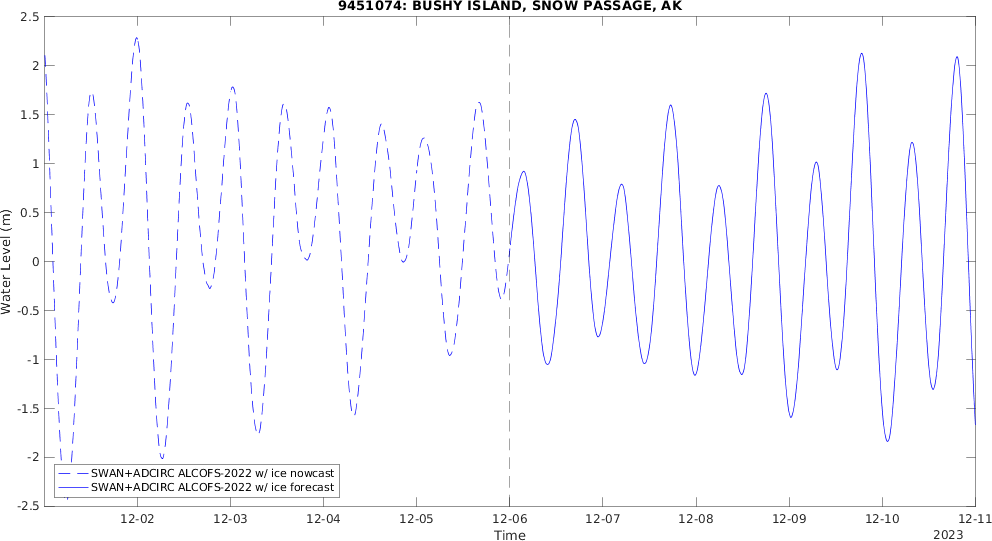 9451074: BUSHY ISLAND, SNOW PASSAGE, AK
2.5
2
1.5
1
0.5
0
-0.5
-1
-1.5
-2
-2.5
Water Level (m)
SWAN+ADCIRC ALCOFS-2022 w/ ice nowcast
SWAN+ADCIRC ALCOFS-2022 w/ ice forecast
12-02 12-03 12-04 12-05 12-06 12-07 12-08 12-09 12-10 12-11
Time
2023